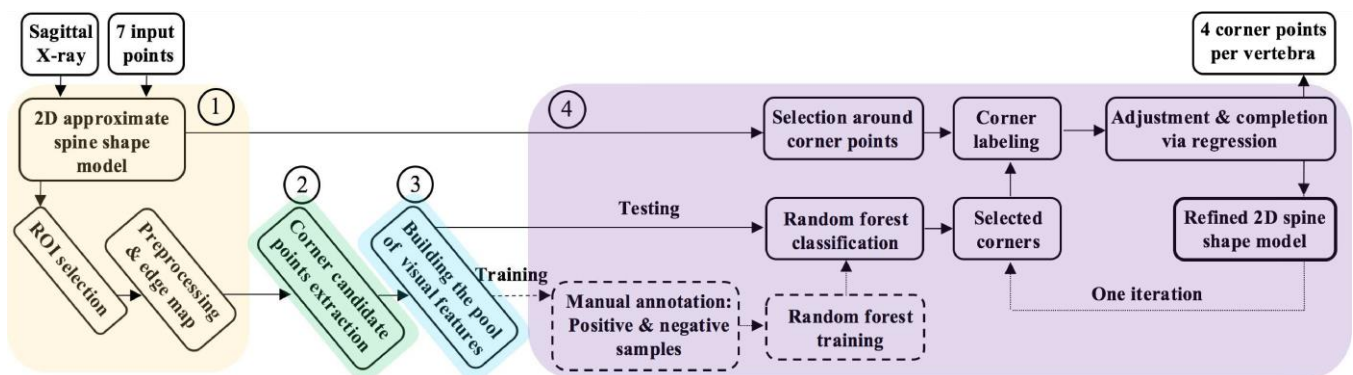 Sagittal
X-ray
7 input
points
4 corner points
per vertebra
1
2D approximate
spine shape
model
ROI selection
Preprocessing
& edge map
2
Corner candidate
points extraction
3
Building the pool
of visual features
4
Selection around
corner points
Corner
labeling
Adjustment & completion
via regression
Testing
Random forest
classification
Selected
corners
Refined 2D spine
shape model
Training
Manual annotation:
Positive & negative
samples
Random forest
training
One iteration